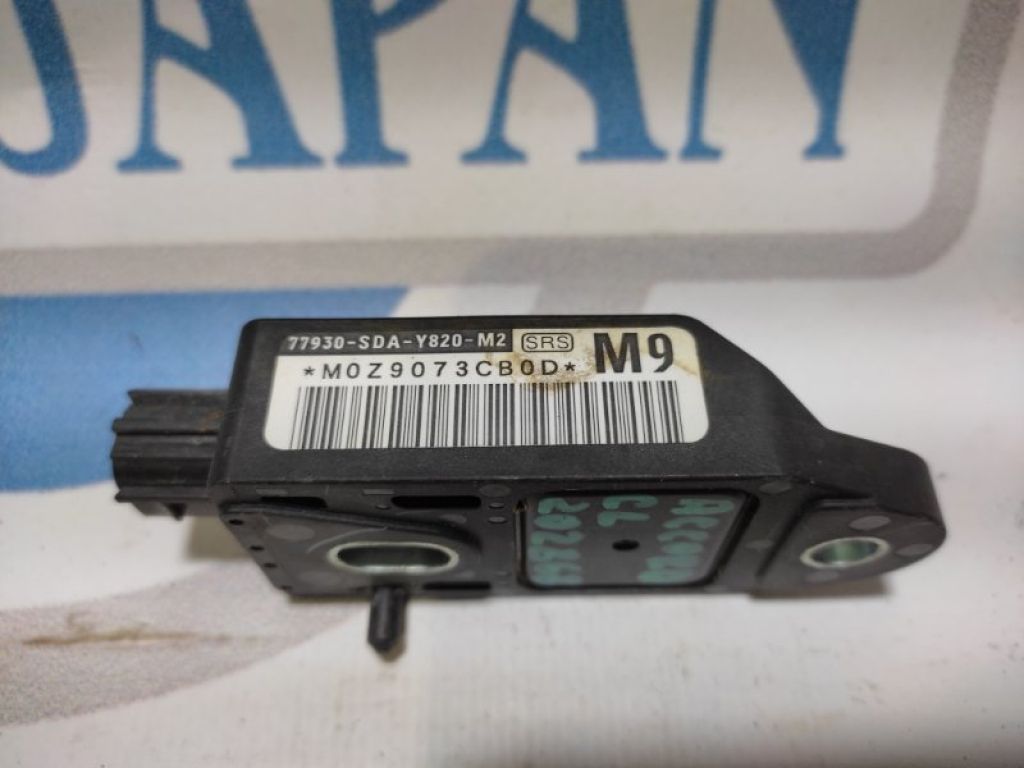 JAPAN
77930-SDA-Y820-M2 SRS M9
*M0Z9073CB0D*
ACCORD
CL